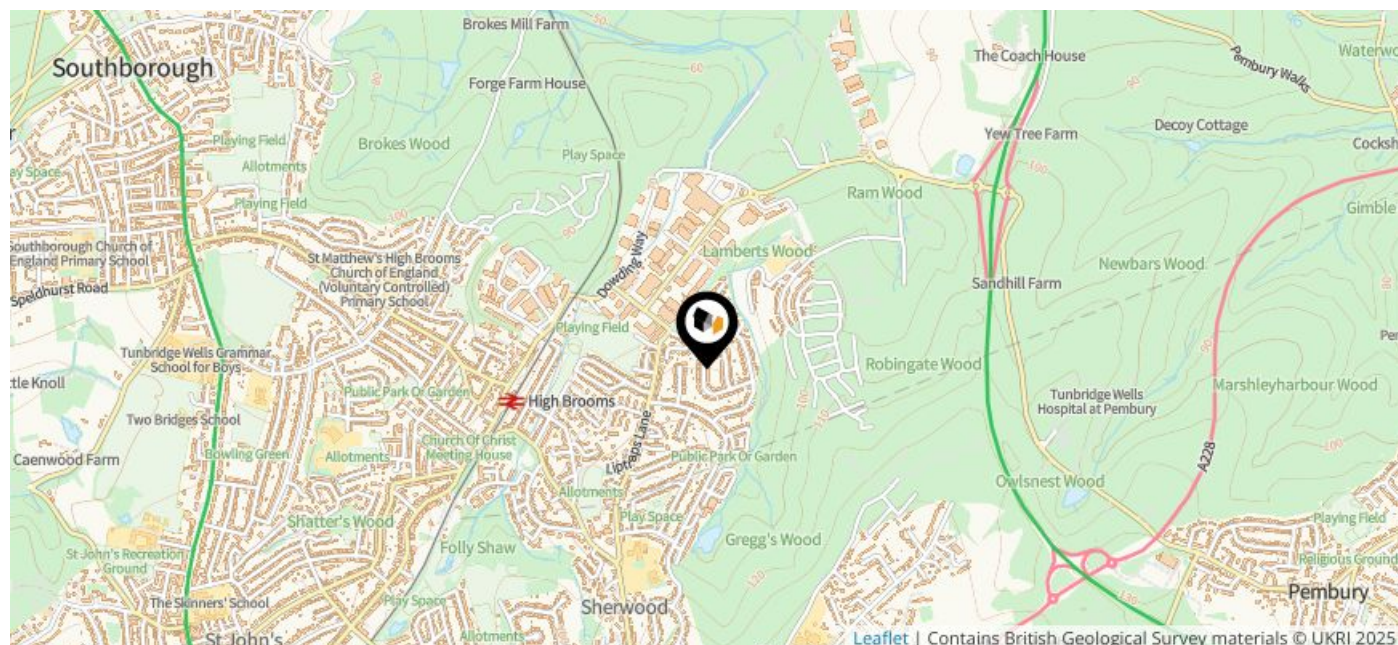 Brokes Mill Farm
The Coach House
Southborough
Pembury Walks
Forge Farm House
Decoy Cottage
Yew Tree Farm
Playing Field
Brokes Wood
Play Space
Allotments
Ram Wood
Playing Field
Gimble
Southborough Church of
England Primary School
St Matthew's High Brooms
Church of England
(Voluntary Controlled)
Primary School
Dowding Way
Lamberts Wood
Newbars Wood
Speldhurst Road
Sandhill Farm
Playing Field
Tunbridge Wells Grammar
School for Boys
Robingate Wood
Marshleyharbour Wood
Public Park Or Garden
Tunbridge Wells
Hospital at Pembury
High Brooms
Two Bridges School
Church Of Christ
Meeting House
Liptraps Lane
Caenwood Farm
Bowling Green
Allotments
Public Park Or Garden
A228
Owlsnest Wood
Allotments
Shatter's Wood
Play Space
Playing Field
Folly Shaw
Gregg's Wood
St John's Recreation
Ground
Religious Ground
Pembury
The Skinners' School
Play Space
Sherwood
St John's
Allotments
Leaflet | Contains British Geological Survey materials © UKRI 2025